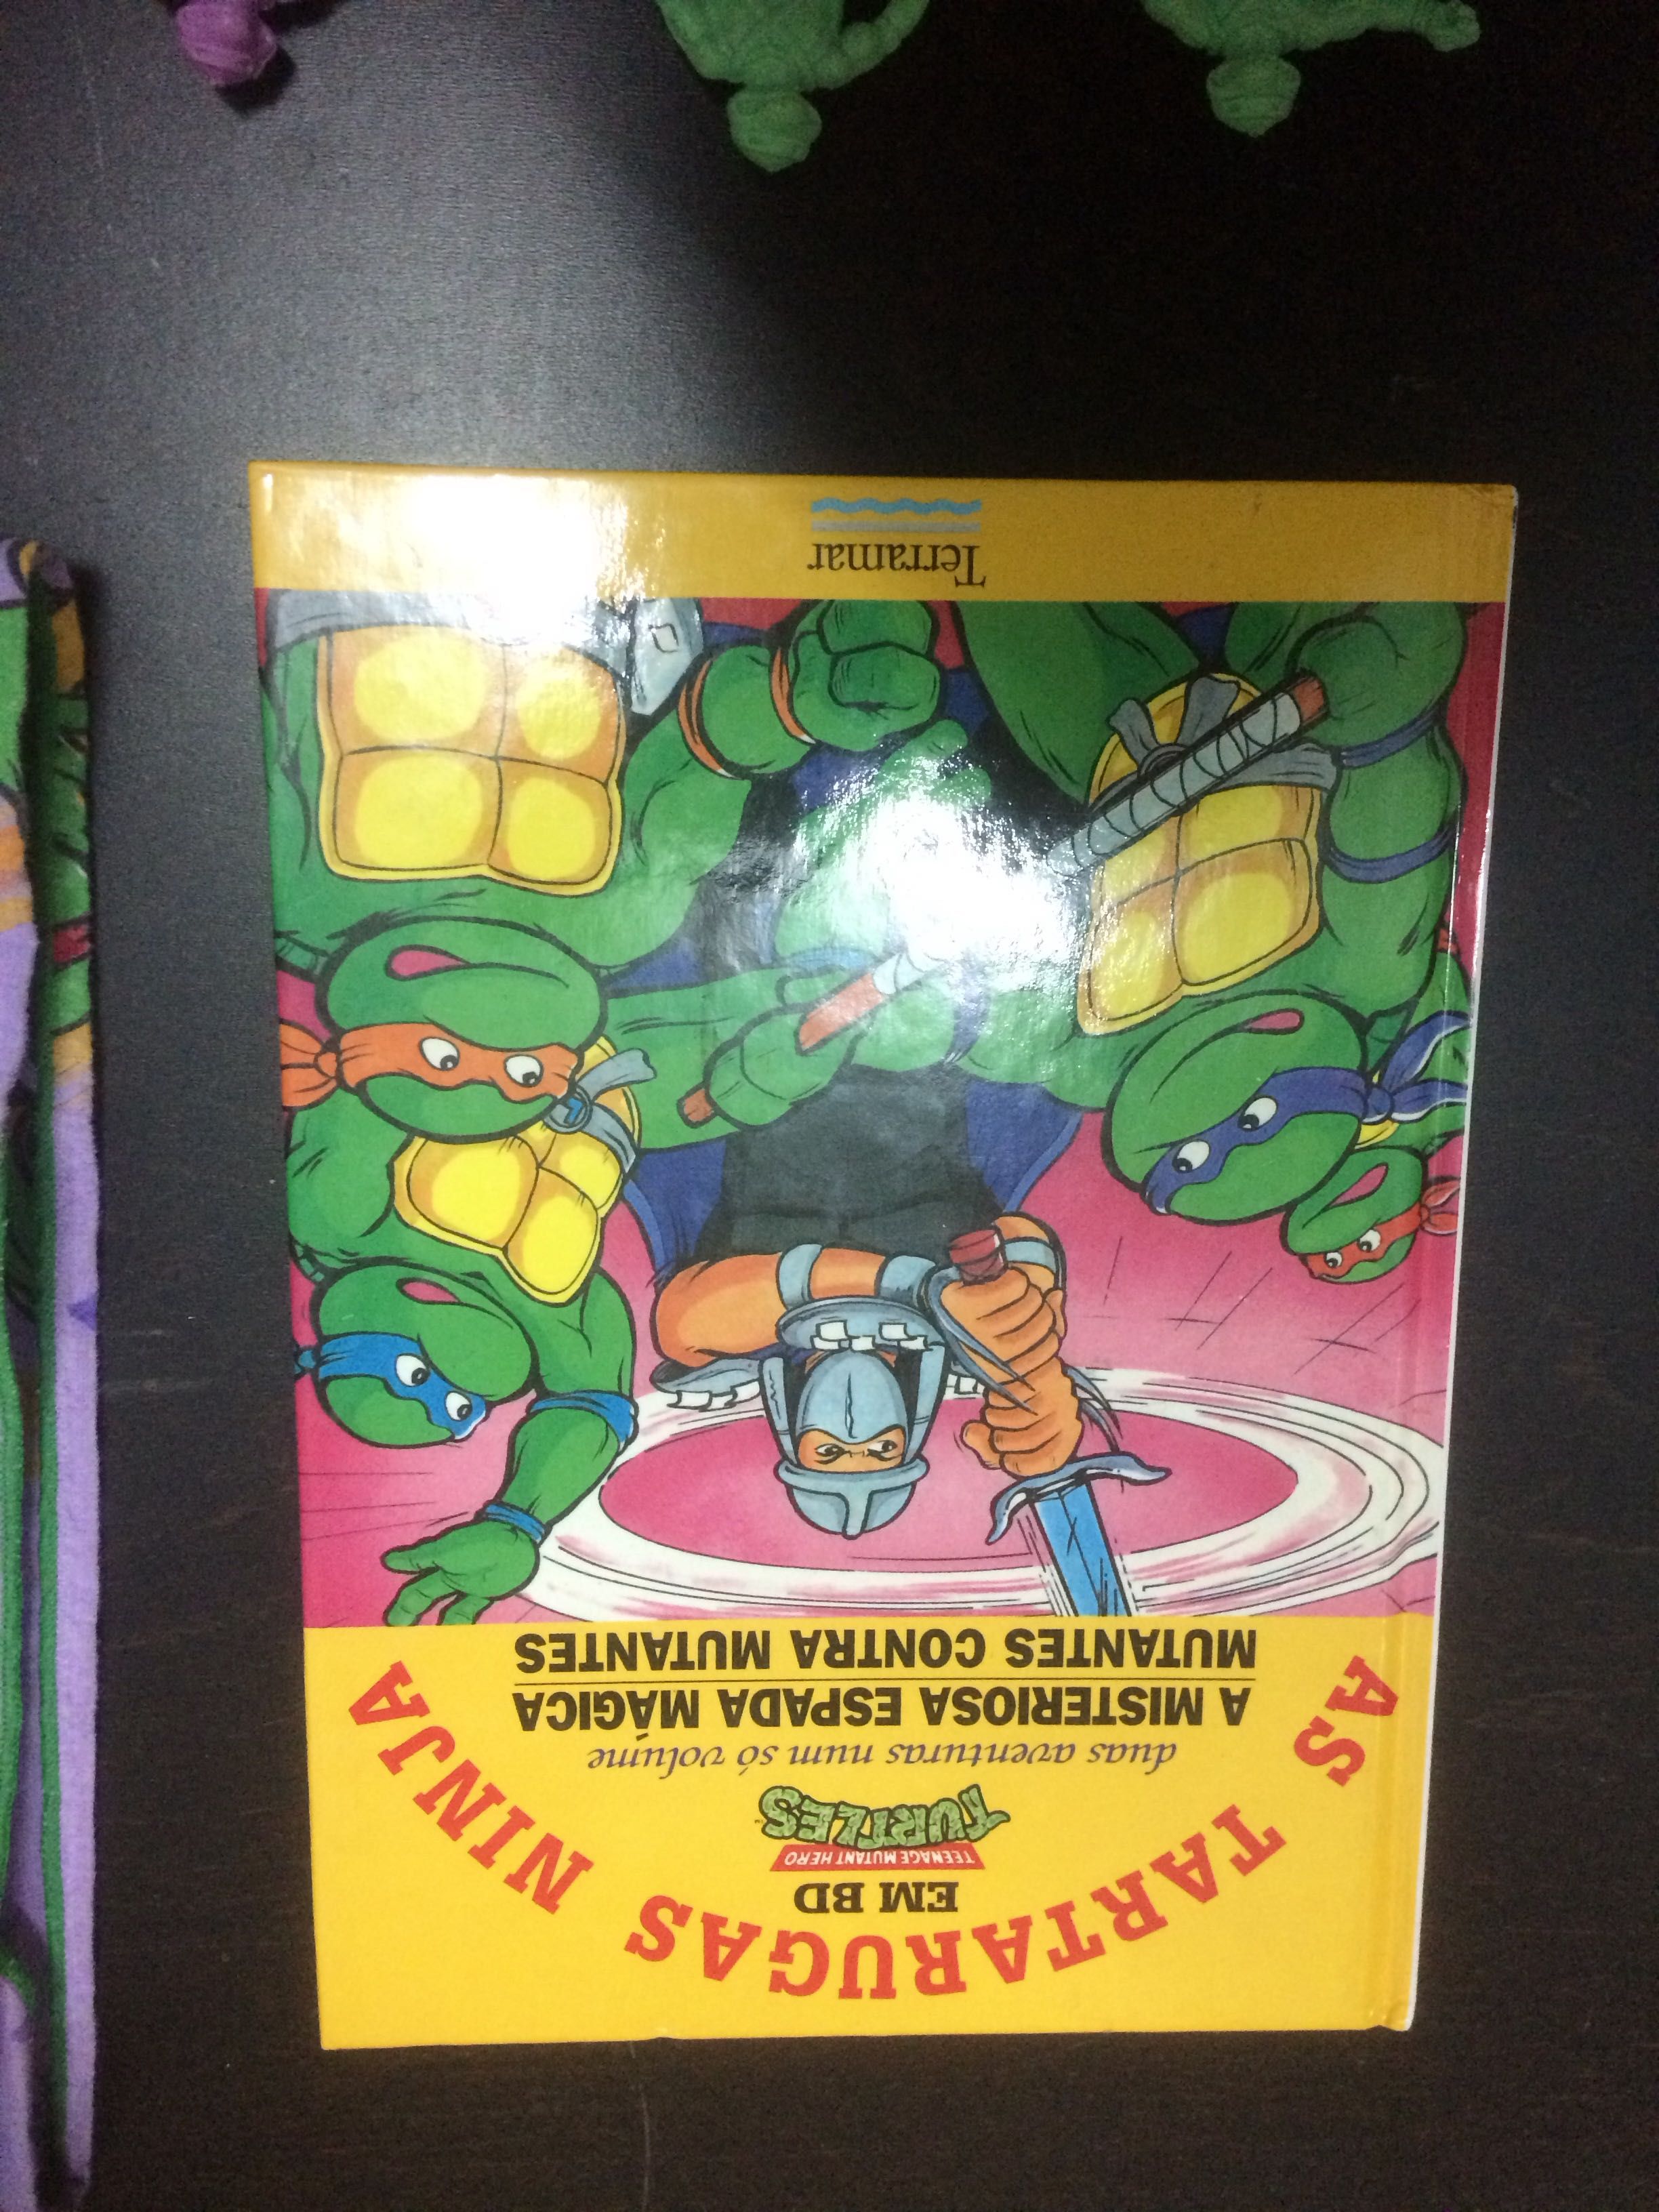 AS TARTARUGAS NINJA
EM BD
TEENAGE MUTANT HERO
TURTLES
duas aventuras num só volume
A MISTERIOSA ESPADA MÁGICA
MUTANTES CONTRA MUTANTES
Terramar